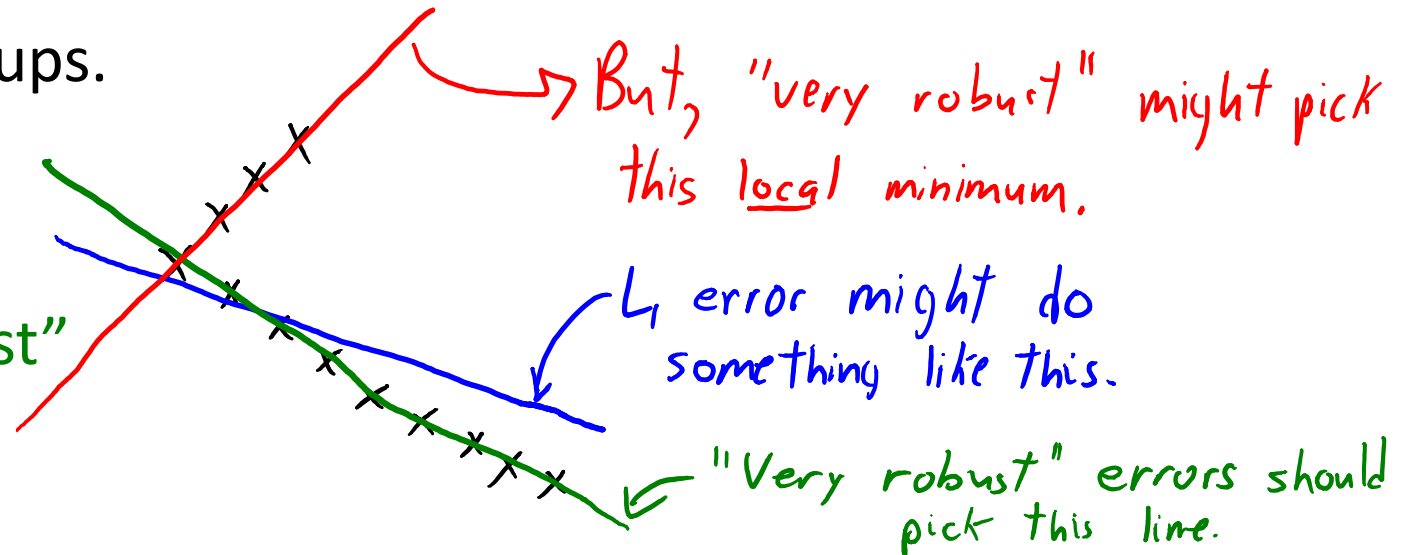 ups.
But, "very robust" might pick
this local minimum.
L1 error might do
something like this.
st”
"Very robust" errors should
pick this line.